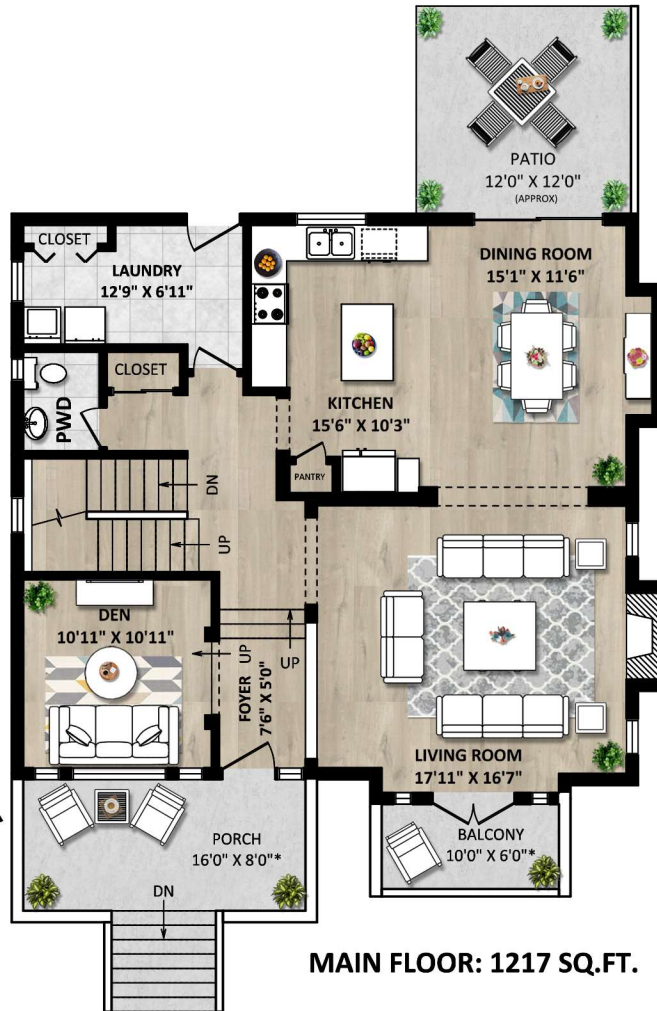 PATIO
12'0" X 12'0"
(APPROX)
CLOSET
LAUNDRY
12'9" X 6'11"
DINING ROOM
15'1" X 11'6"
CLOSET
PWD
KITCHEN
15'6" X 10'3"
PANTRY
DN
UP
DEN
10'11" X 10'11"
UP
FOYER
7'6" X 5'0"
UP
LIVING ROOM
17'11" X 16'7"
PORCH
16'0" X 8'0"*
BALCONY
10'0" X 6'0"*
DN
MAIN FLOOR: 1217 SQ.FT.